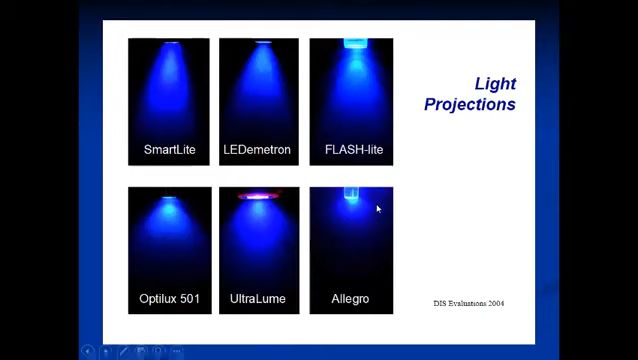 Light
Projections
SmartLite
LEDemetron
FLASH-lite
Optilux 501
UltraLume
Allegro
DIS Evaluations 2004